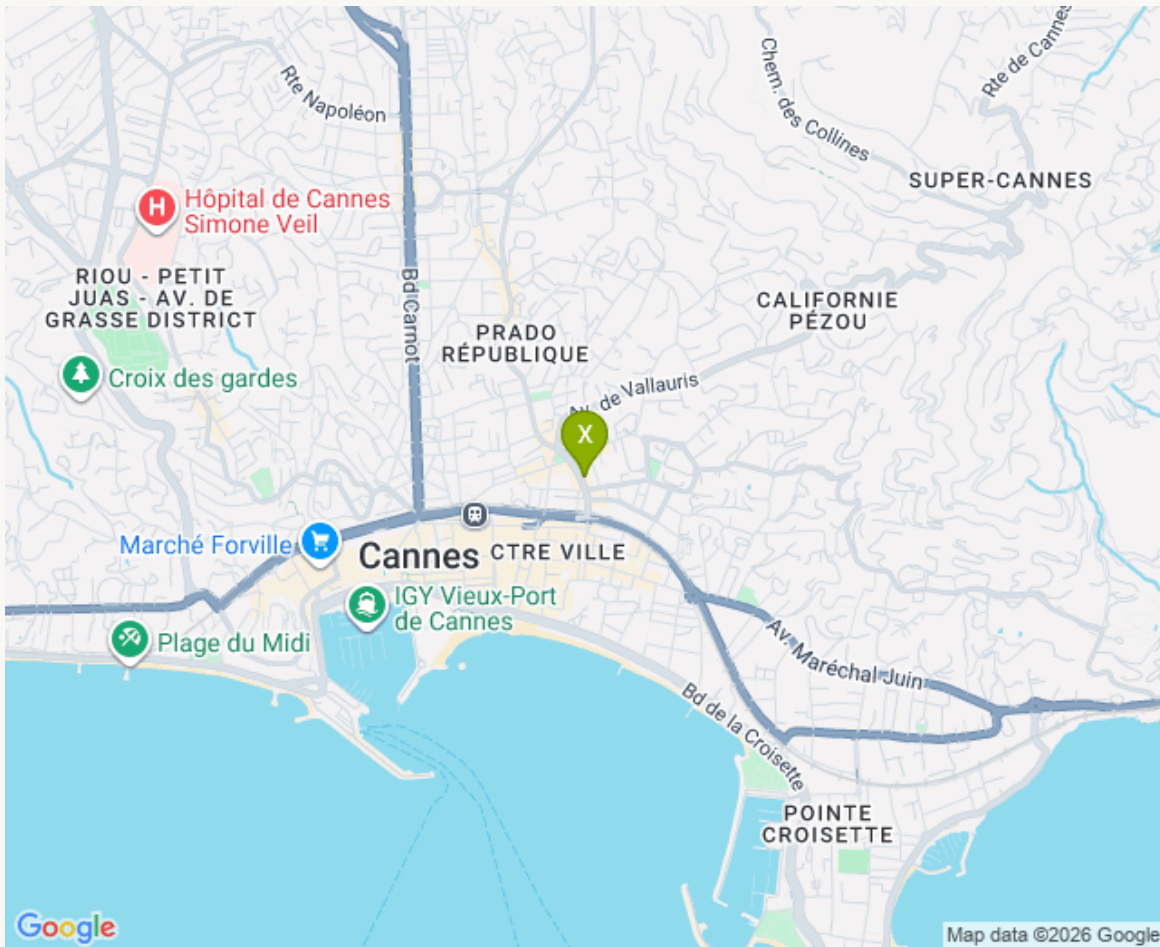 Rte Napoléon
Chem. des Collines
Rte de Cannes
SUPER-CANNES
H
Hôpital de Cannes
Simone Veil
RIOU - PETIT
JUAS - AV. DE
GRASSE DISTRICT
Bd Carnot
CALIFORNIE
PÉZOU
PRADO
RÉPUBLIQUE
Croix des gardes
Av. de Vallauris
X
Marché Forville
Cannes
CTRE VILLE
IGY Vieux-Port
de Cannes
Plage du Midi
Av. Maréchal Juin
Bd de la Croisette
POINTE
CROISETTE
Google
Map data ©2026 Google